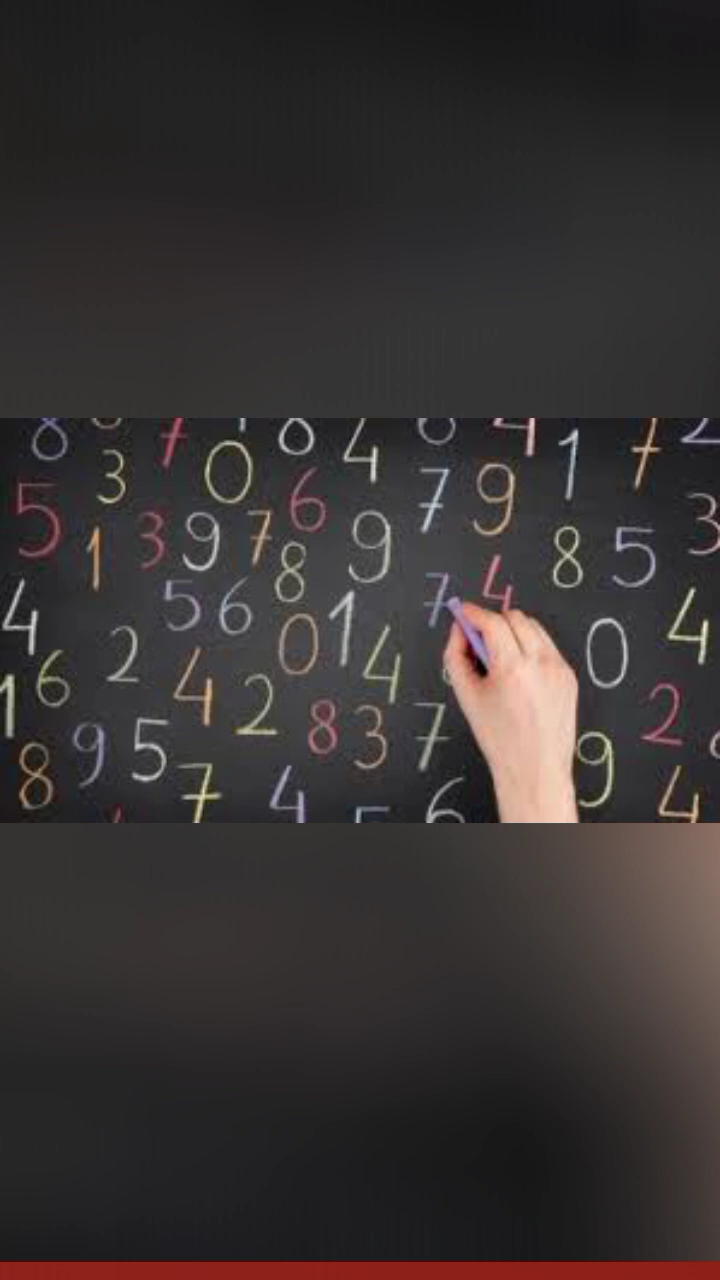 8 7 8 4 6 4 1 7 2
3 0 6 7 9
5 1 3 9 7 8 9 8 5 3
4 5 6 0 1 4 7 4 0 4
1 6 2 4 2 8 3 7 2
8 9 5 7 4 6 9 4